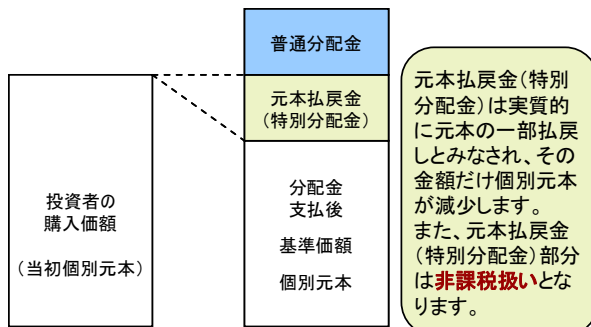 普通分配金
元本払戻金
(特別分配金)
投資者の
購入価額
(当初個別元本)
分配金
支払後
基準価額
個別元本
元本払戻金(特別
分配金)は実質的
に元本の一部払戻
しとみなされ、その
金額だけ個別元本
が減少します。
また、元本払戻金
(特別分配金)部分
は非課税扱いとな
ります。